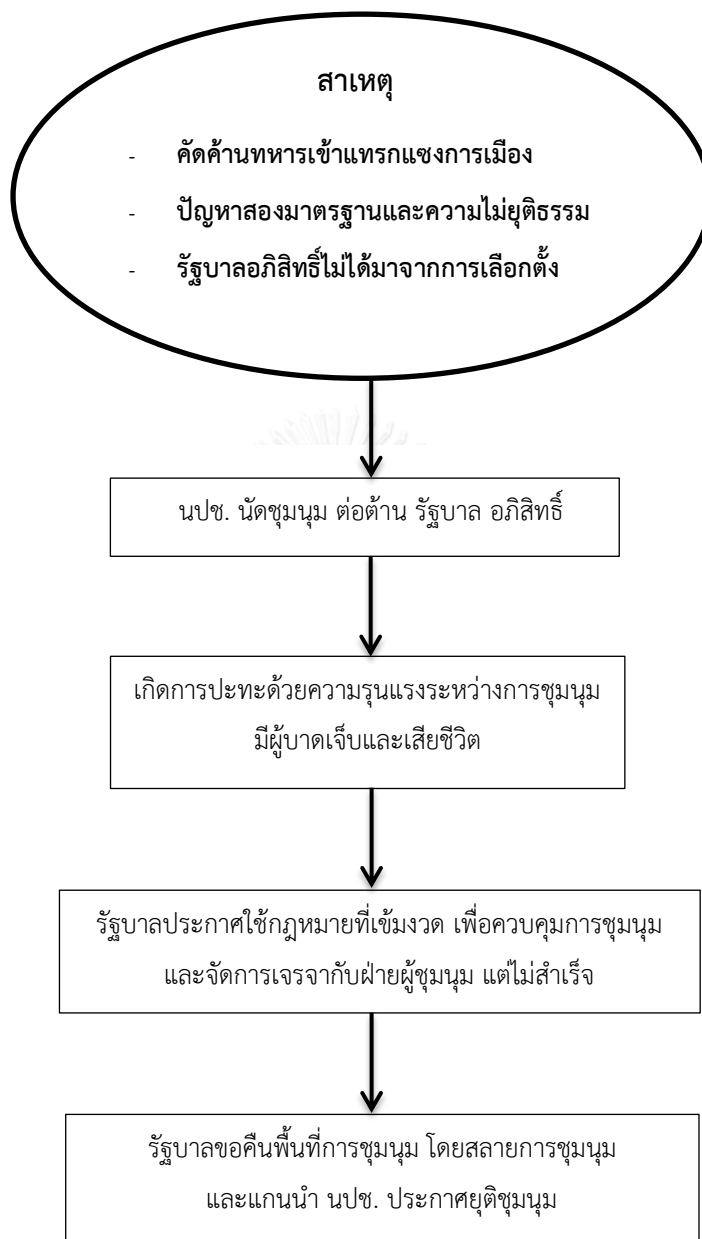 สาเหตุ
- คัดค้านทหารเข้าแทรกแซงการเมือง
- ปัญหาสองมาตรฐานและความไม่ยุติธรรม
- รัฐบาลอภิสิทธิ์ไม่ได้มาจากการเลือกตั้ง
นปช. นัดชุมนุม ต่อต้าน รัฐบาล อภิสิทธิ์
เกิดการปะทะด้วยความรุนแรงระหว่างการชุมนุม
มีผู้บาดเจ็บและเสียชีวิต
รัฐบาลประกาศใช้กฎหมายที่เข้มงวด เพื่อควบคุมการชุมนุม
และจัดการเจรจากับฝ่ายผู้ชุมนุม แต่ไม่สำเร็จ
รัฐบาลขอคืนพื้นที่การชุมนุม โดยสลายการชุมนุม
และแกนนำ นปช. ประกาศยุติชุมนุม